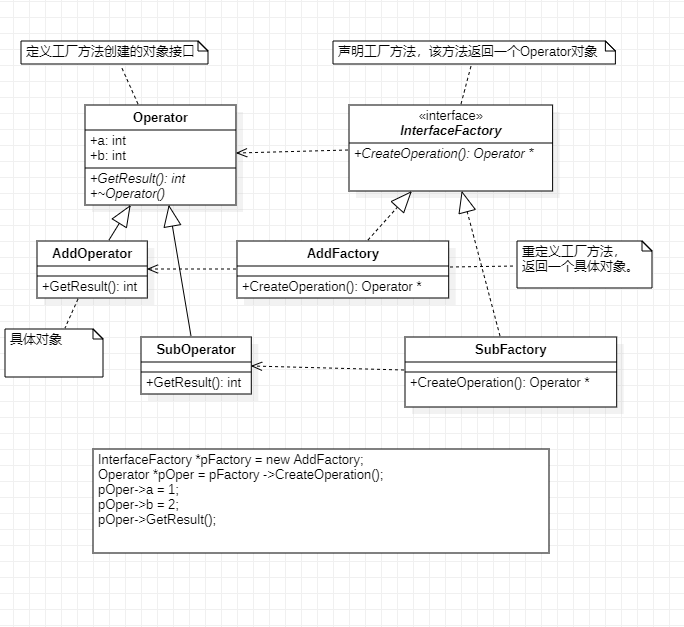 定义工厂方法创建的对象接口
声明工厂方法，该方法返回一个Operator对象
Operator
+a: int
+b: int
+GetResult(): int
+~Operator()
«interface»
InterfaceFactory
+CreateOperation(): Operator *
AddOperator
+GetResult(): int
AddFactory
+CreateOperation(): Operator *
重定义工厂方法，
返回一个具体对象。
具体对象
SubOperator
+GetResult(): int
SubFactory
+CreateOperation(): Operator *
InterfaceFactory *pFactory = new AddFactory;
Operator *pOper = pFactory ->CreateOperation();
pOper->a = 1;
pOper->b = 2;
pOper->GetResult();